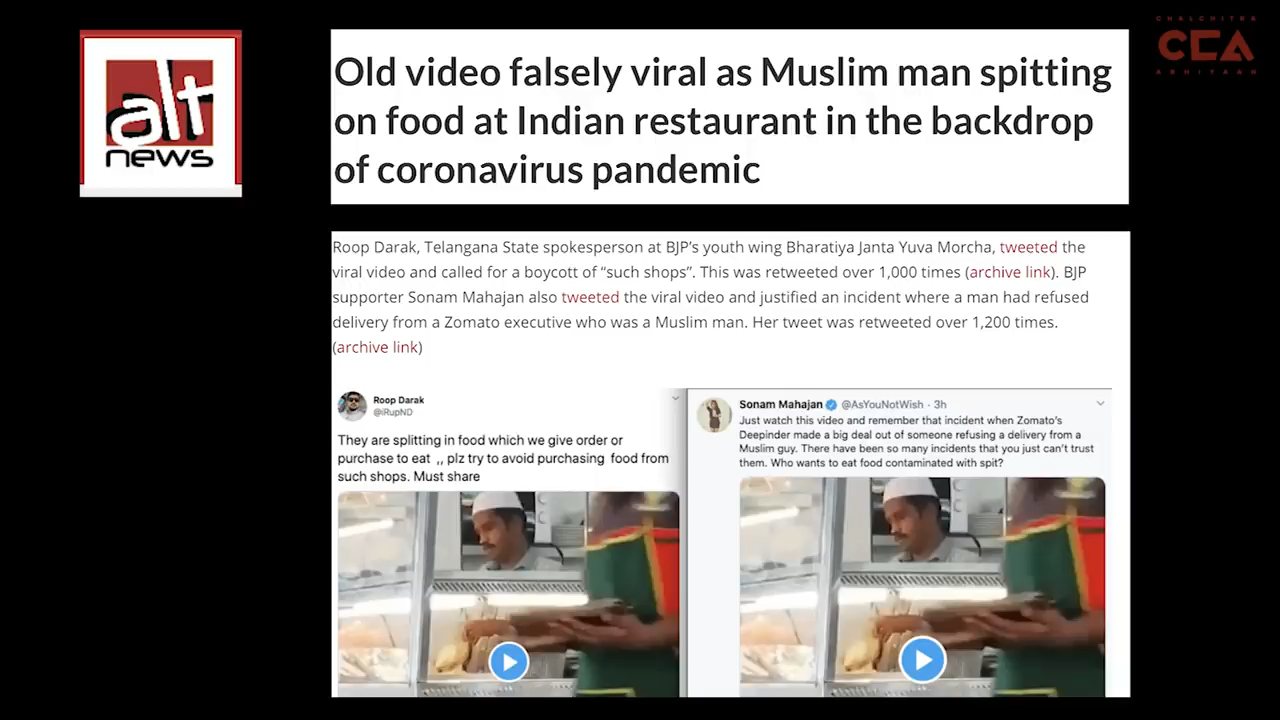 CHALCHITRA
CCA
ABHIYAAN
alt
news
Old video falsely viral as Muslim man spitting
on food at Indian restaurant in the backdrop
of coronavirus pandemic
Roop Darak, Telangana State spokesperson at BJP’s youth wing Bharatiya Janta Yuva Morcha, tweeted the
viral video and called for a boycott of “such shops”. This was retweeted over 1,000 times (archive link). BJP
supporter Sonam Mahajan also tweeted the viral video and justified an incident where a man had refused
delivery from a Zomato executive who was a Muslim man. Her tweet was retweeted over 1,200 times.
(archive link)
Roop Darak
@iRupND
They are splitting in food which we give order or
purchase to eat ,, plz try to avoid purchasing food from
such shops. Must share
Sonam Mahajan @AsYouNotWish · 3h
Just watch this video and remember that incident when Zomato's
Deepinder made a big deal out of someone refusing a delivery from a
Muslim guy. There have been so many incidents that you just can't trust
them. Who wants to eat food contaminated with spit?